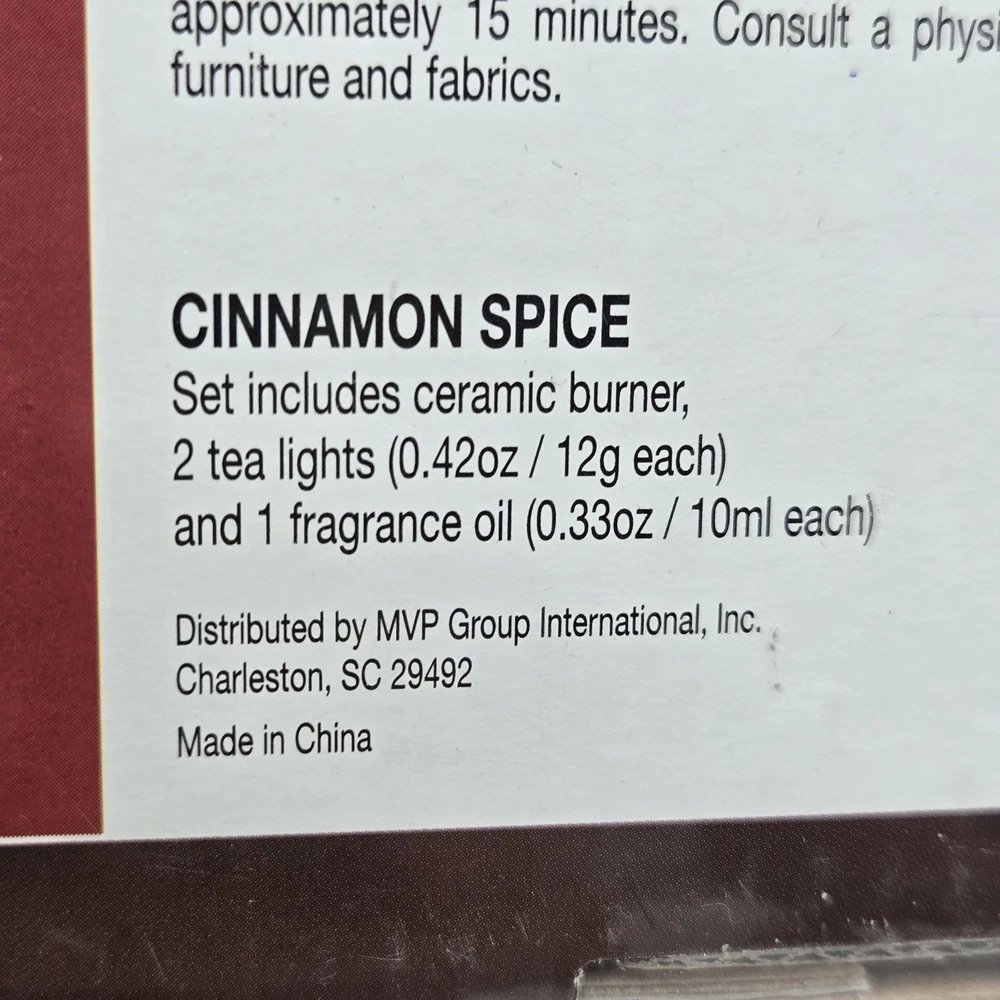 approximately 15 minutes. Consult a
furniture and fabrics.
CINNAMON SPICE
Set includes ceramic burner,
2 tea lights (0.42oz / 12g each)
and 1 fragrance oil (0.33oz / 10ml each)
Distributed by MVP Group International, Inc.
Charleston, SC 29492
Made in China